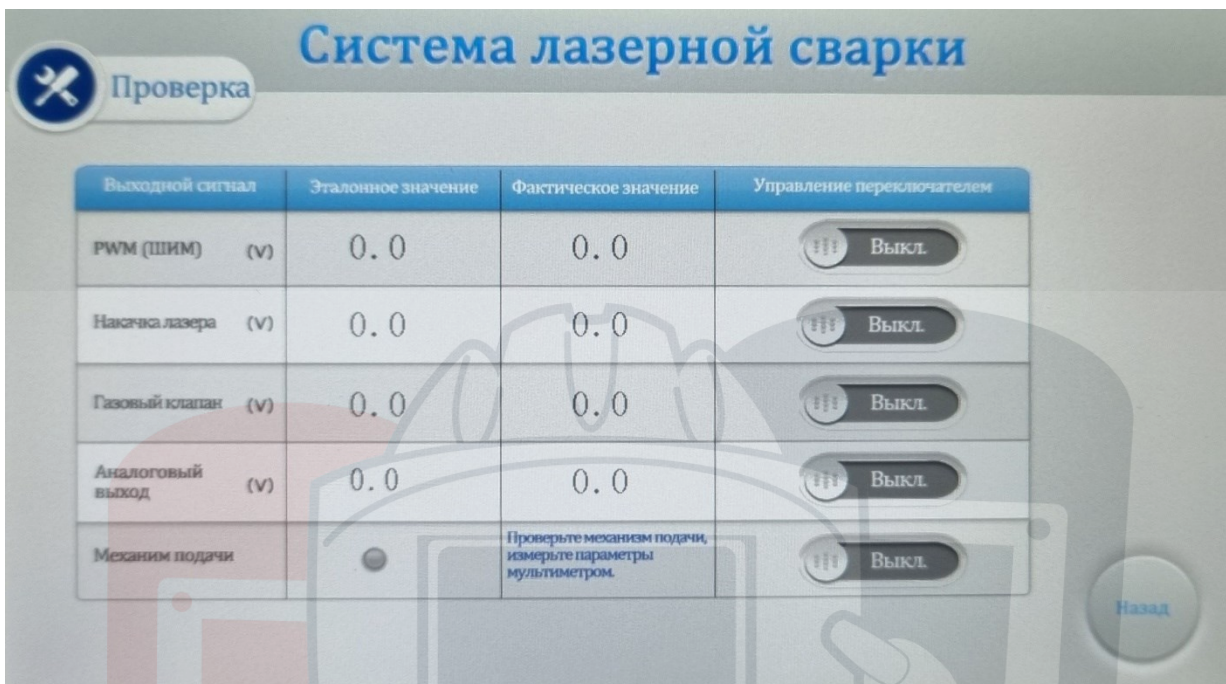 Система лазерной сварки
Проверка
Выходной сигнал Эталонное значение Фактическое значение Управление переключателем
PWM (ШИМ) (V) 0.0 0.0 Выкл.
Накачка лазера (V) 0.0 0.0 Выкл.
Газовый клапан (V) 0.0 0.0 Выкл.
Аналоговый
выход (V) 0.0 0.0 Выкл.
Механим подачи Проверьте механизм подачи,
измерьте параметры
мультиметром. Выкл.
Назад